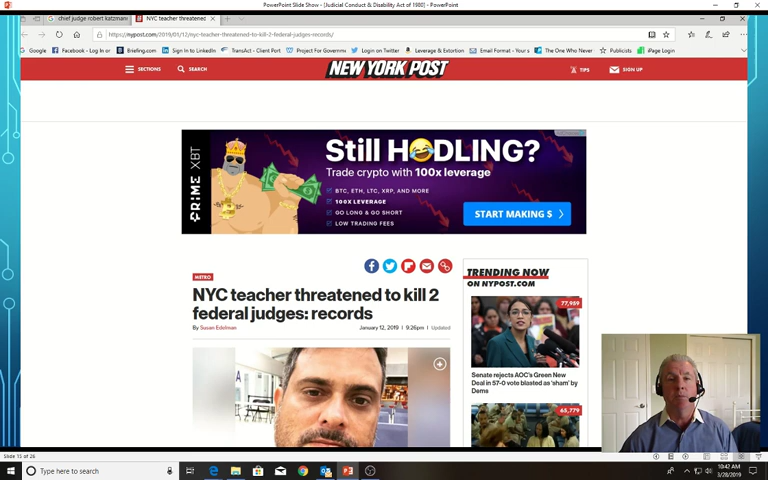 PowerPoint Slide Show - [Judicial Conduct & Disability Act of 1980] - PowerPoint
chief judge robert katzmann
NYC teacher threatened
https://nypost.com/2019/01/12/nyc-teacher-threatened-to-kill-2-federal-judges-records/
Google
Facebook - Log In or
Briefing.com
Sign In to LinkedIn
TransAct - Client Port
Project For Governme
Login on Twitter
Leverage & Extortion
Email Format - Your s
The One Who Never
Publicists
iPage Login
SECTIONS
SEARCH
NEW YORK POST
TIPS
SIGN UP
PRIME XBT
Still HODLING?
Trade crypto with 100x leverage
BTC, ETH, LTC, XRP, AND MORE
100X LEVERAGE
GO LONG & GO SHORT
LOW TRADING FEES
START MAKING $
METRO
NYC teacher threatened to kill 2
federal judges: records
By Susan Edelman
January 12, 2019 | 9:26pm | Updated
TRENDING NOW
ON NYPOST.COM
77,959
Senate rejects AOC's Green New
Deal in 57-0 vote blasted as 'sham' by
Dems
65,779
Slide 15 of 26
Type here to search
10:42 AM
3/28/2019